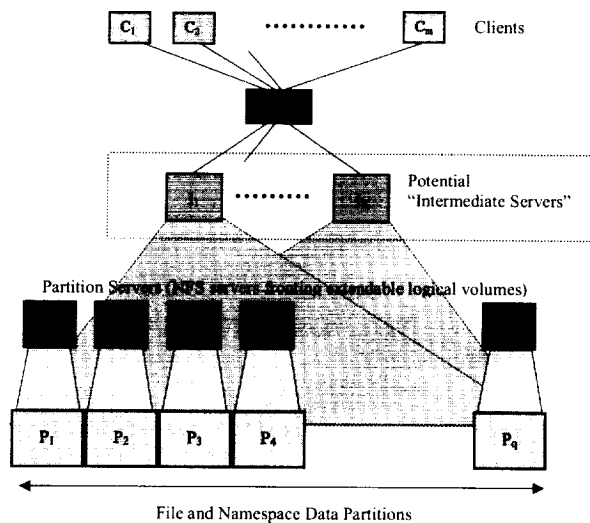 C₁ C₂ Cₘ Clients
Potential
“Intermediate Servers”
Partition Servers (NFS servers fronting extendable logical volumes)
P₁ P₂ P₃ P₄ P_q
File and Namespace Data Partitions